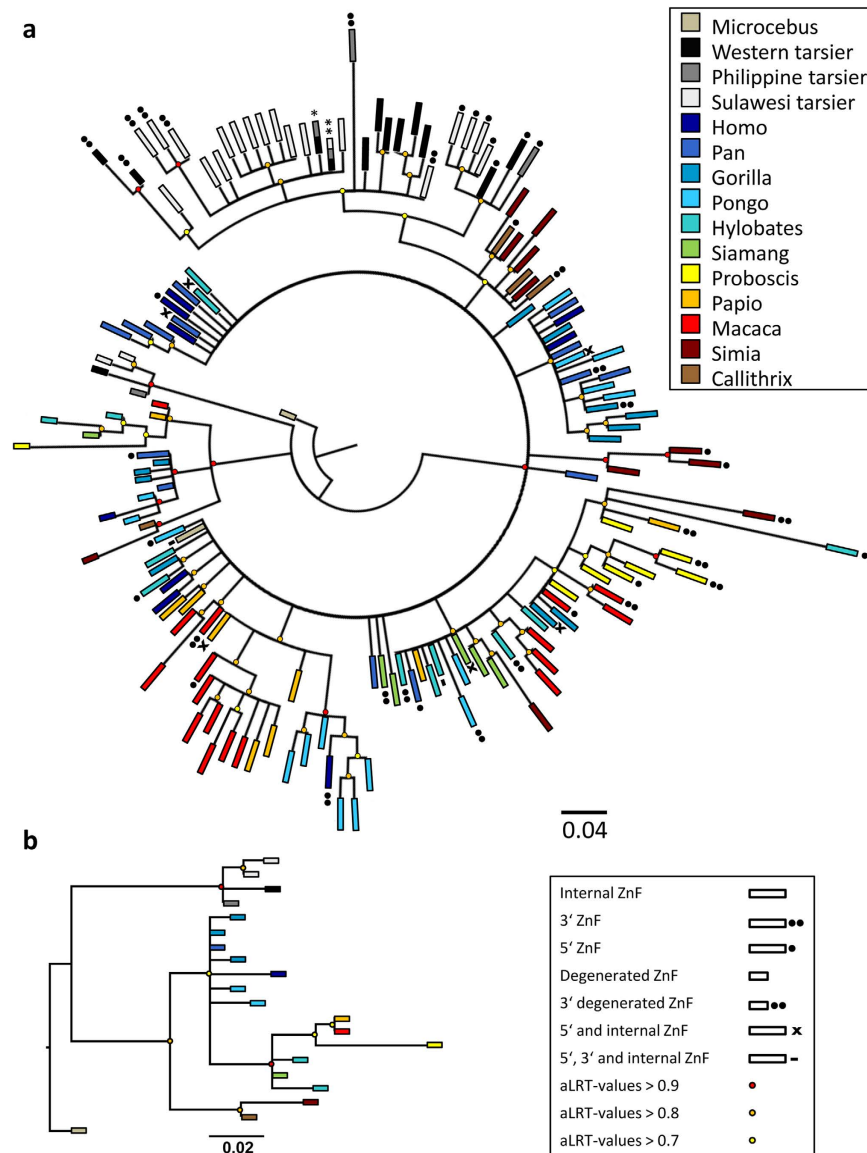 a
Microcebus
Western tarsier
Philippine tarsier
Sulawesi tarsier
Homo
Pan
Gorilla
Pongo
Hylobates
Siamang
Proboscis
Papio
Macaca
Simia
Callithrix
*
**
0.04
b
0.02
Internal ZnF
3‘ ZnF
5‘ ZnF
Degenerated ZnF
3‘ degenerated ZnF
5‘ and internal ZnF
x
5‘, 3‘ and internal ZnF
-
aLRT-values > 0.9
aLRT-values > 0.8
aLRT-values > 0.7